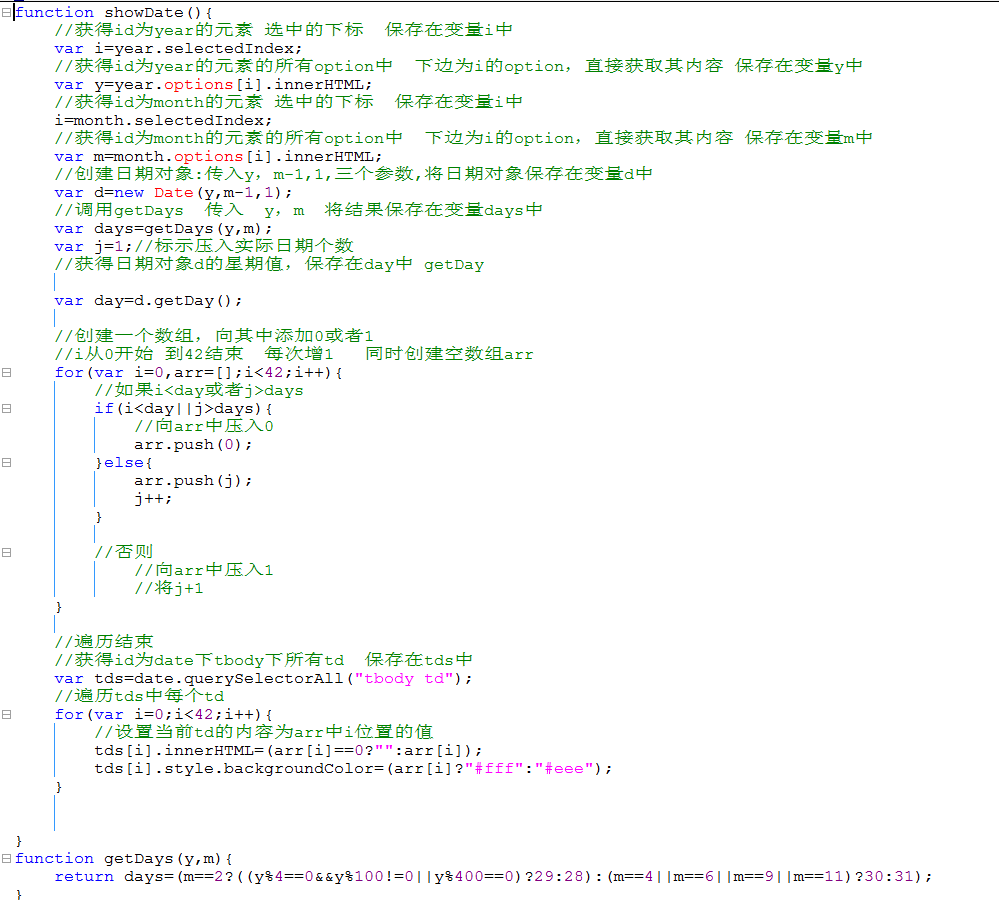 function showDate(){
//获得id为year的元素 选中的下标  保存在变量i中
var i=year.selectedIndex;
//获得id为year的元素的所有option中  下边为i的option，直接获取其内容 保存在变量y中
var y=year.options[i].innerHTML;
//获得id为month的元素 选中的下标  保存在变量i中
i=month.selectedIndex;
//获得id为month的元素的所有option中  下边为i的option，直接获取其内容 保存在变量m中
var m=month.options[i].innerHTML;
//创建日期对象:传入y，m-1,1,三个参数,将日期对象保存在变量d中
var d=new Date(y,m-1,1);
//调用getDays  传入  y，m  将结果保存在变量days中
var days=getDays(y,m);
var j=1;//标示压入实际日期个数
//获得日期对象d的星期值，保存在day中 getDay
var day=d.getDay();
//创建一个数组，向其中添加0或者1
//i从0开始 到42结束  每次增1   同时创建空数组arr
for(var i=0,arr=[];i<42;i++){
//如果i<day或者j>days
if(i<day||j>days){
//向arr中压入0
arr.push(0);
}else{
arr.push(j);
j++;
}
//否则
//向arr中压入1
//将j+1
}
//遍历结束
//获得id为date下tbody下所有td  保存在tds中
var tds=date.querySelectorAll("tbody td");
//遍历tds中每个td
for(var i=0;i<42;i++){
//设置当前td的内容为arr中i位置的值
tds[i].innerHTML=(arr[i]==0?"":arr[i]);
tds[i].style.backgroundColor=(arr[i]?"#fff":"#eee");
}
}
function getDays(y,m){
return days=(m==2?((y%4==0&&y%100!=0||y%400==0)?29:28):(m==4||m==6||m==9||m==11)?30:31);
}